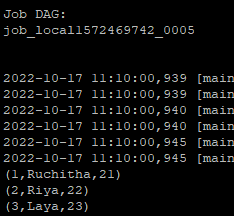 Job DAG:
job_local1572469742_0005
2022-10-17 11:10:00,939 [main
2022-10-17 11:10:00,939 [main
2022-10-17 11:10:00,940 [main
2022-10-17 11:10:00,940 [main
2022-10-17 11:10:00,945 [main
2022-10-17 11:10:00,945 [main
(1,Ruchitha,21)
(2,Riya,22)
(3,Laya,23)